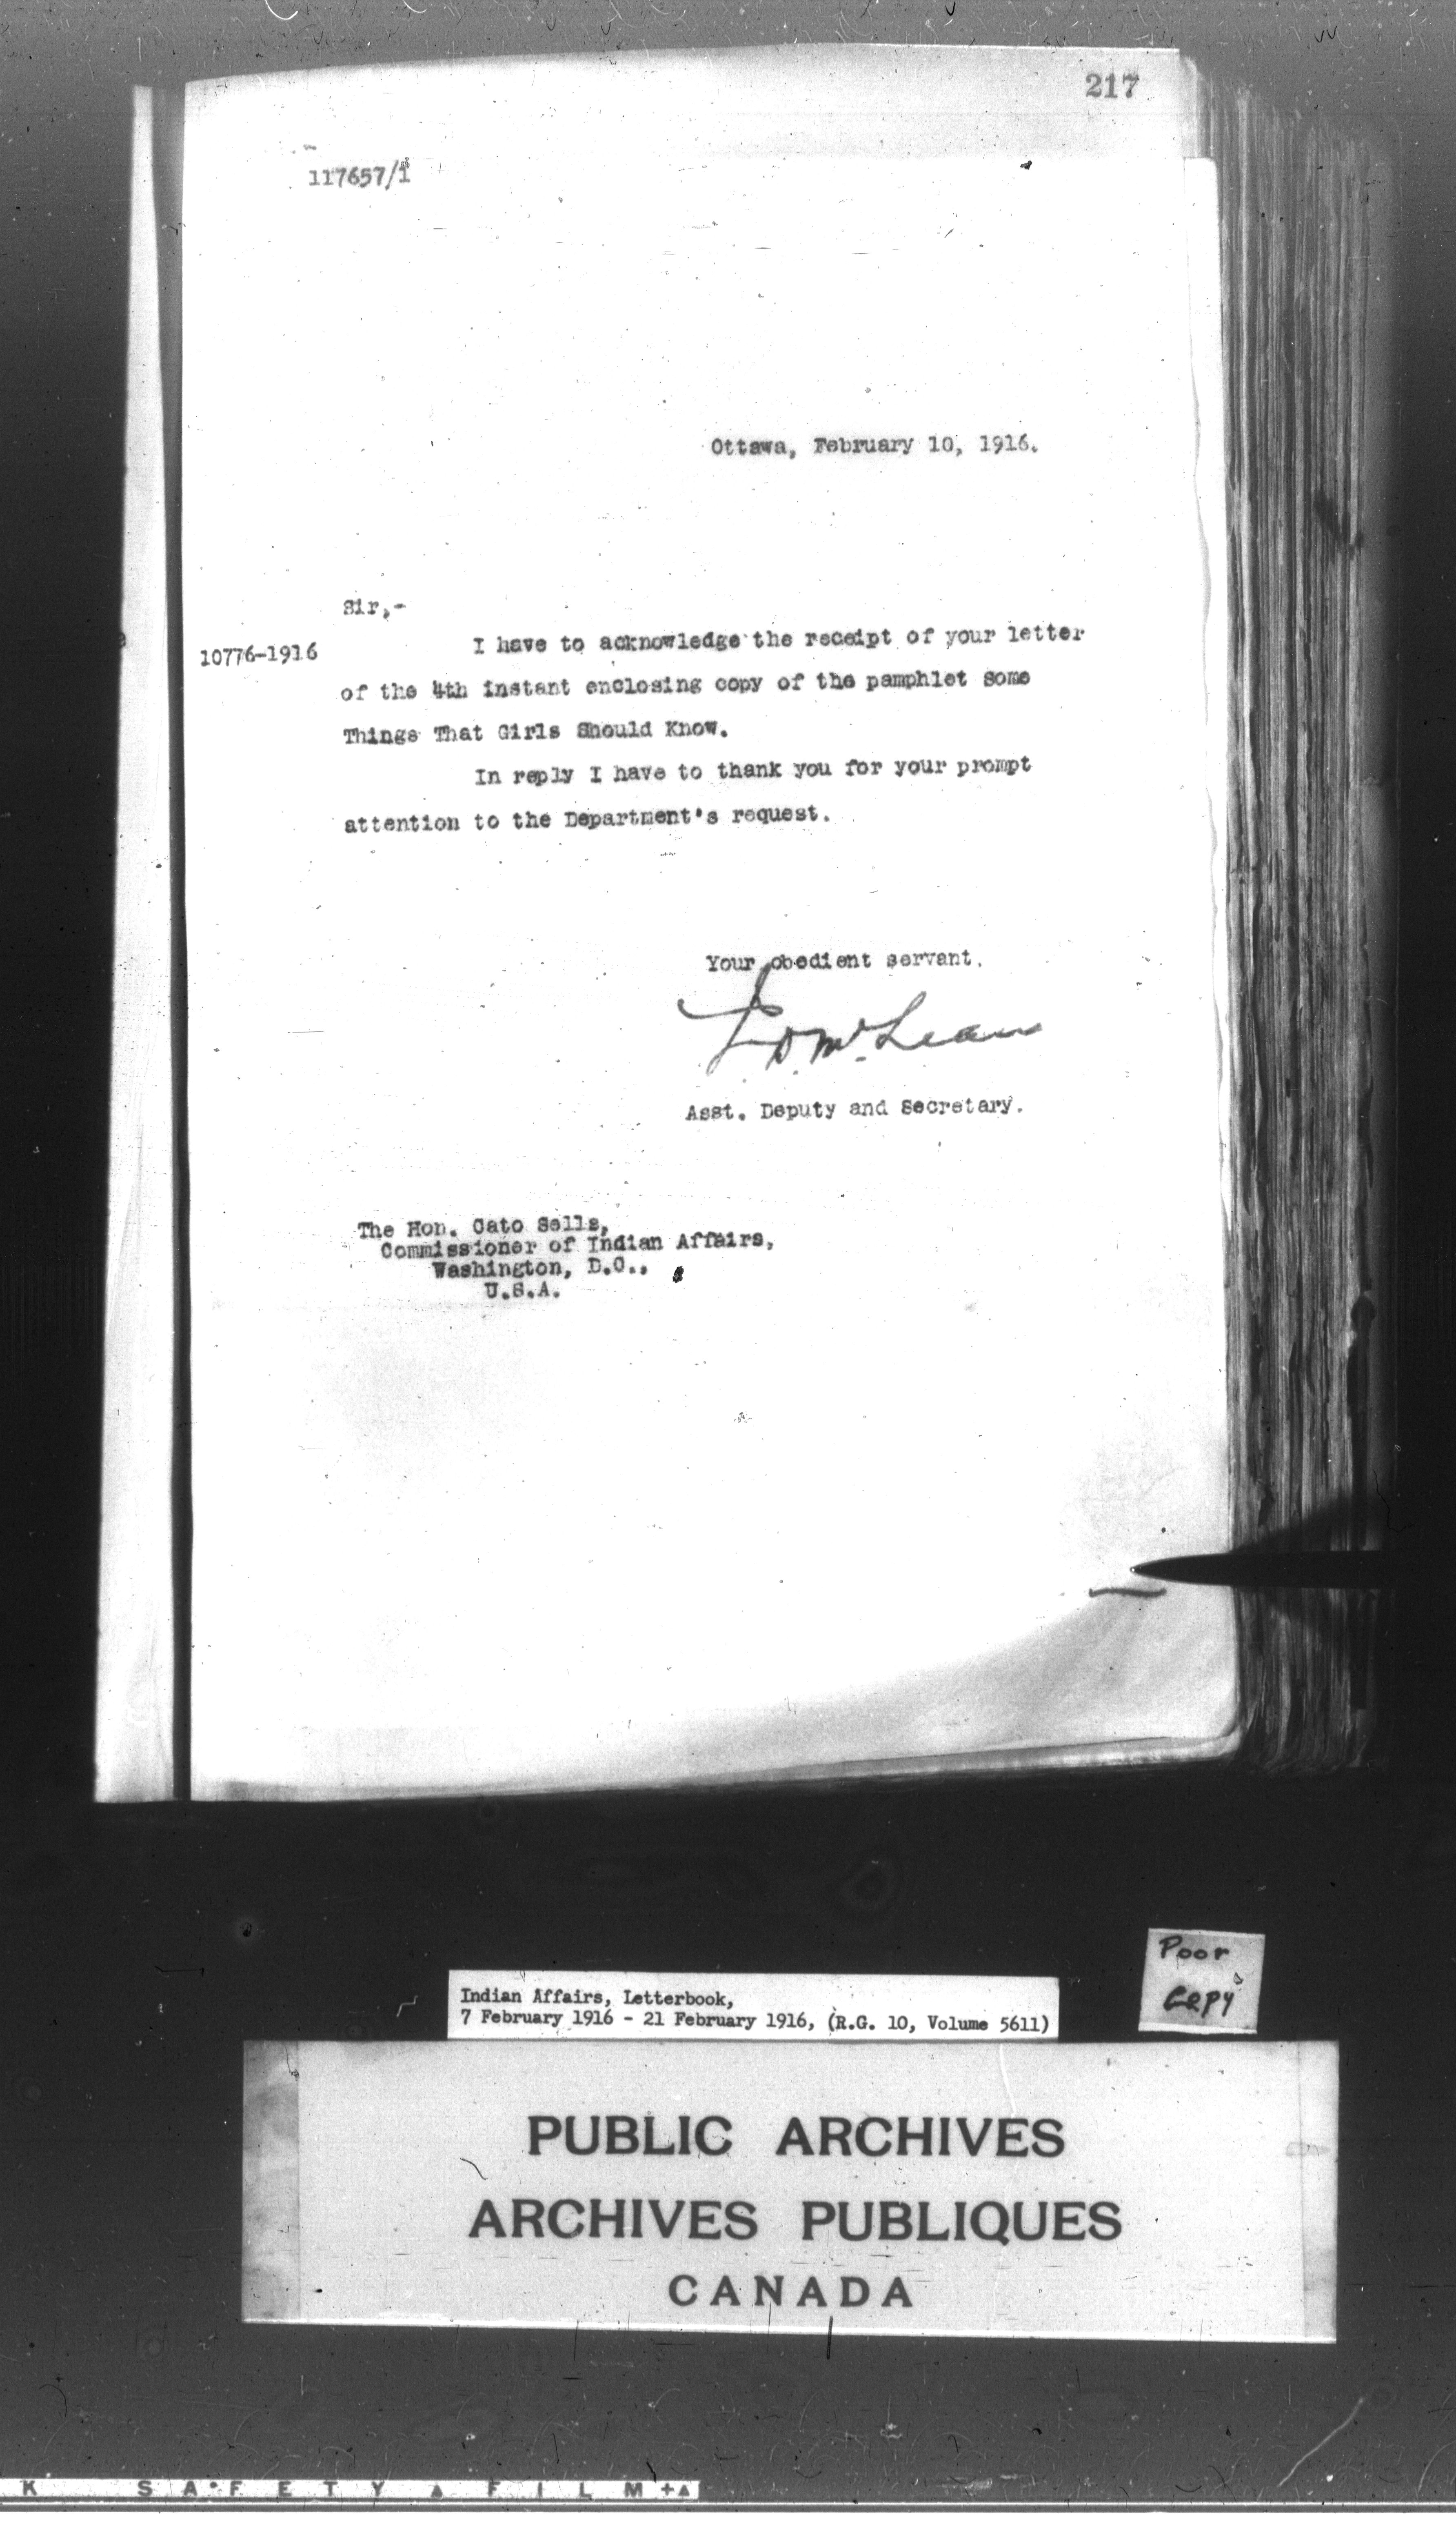 217
117657/1
Ottawa, February 10, 1916.
Sir,-
10776-1916
I have to acknowledge the receipt of your letter
of the 4th instant enclosing copy of the pamphlet Some
Things That Girls Should Know.
In reply I have to thank you for your prompt
attention to the Department's request.
Your obedient servant.
J. D. McLean
Asst. Deputy and Secretary.
The Hon. Cato Sells,
Commissioner of Indian Affairs,
Washington, D.C.,
U.S.A.
Poor
Copy
Indian Affairs, Letterbook,
7 February 1916 - 21 February 1916, (R.G. 10, Volume 5611)
PUBLIC ARCHIVES
ARCHIVES PUBLIQUES
CANADA
K SAFETY FILM